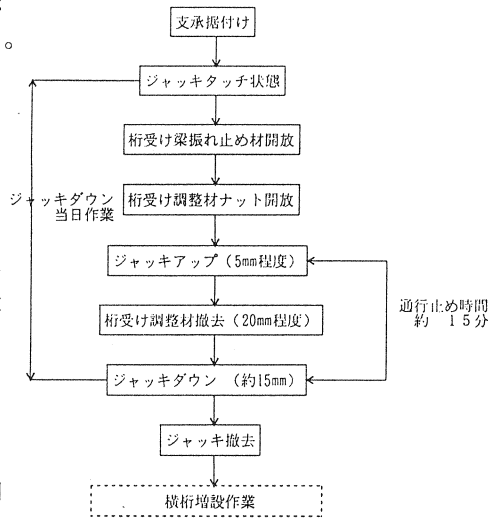 。
支承据付け
ジャッキタッチ状態
桁受け梁振れ止め材開放
ジャッキダウン
当日作業
桁受け調整材ナット開放
ジャッキアップ（5mm程度）
桁受け調整材撤去（20mm程度）
通行止め時間
約　１５分
ジャッキダウン　（約15mm）
ジャッキ撤去
横桁増設作業